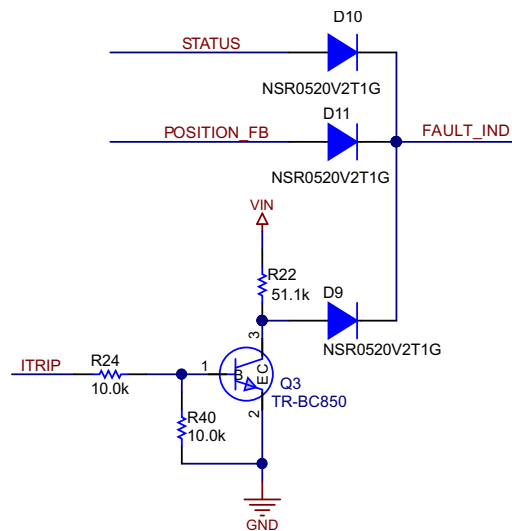 D10
STATUS
NSR0520V2T1G
D11
POSITION_FB
FAULT_IND
NSR0520V2T1G
VIN
R22
51.1k
D9
3
NSR0520V2T1G
ITRIP
R24
10.0k
1
B
E C
Q3
TR-BC850
2
R40
10.0k
GND